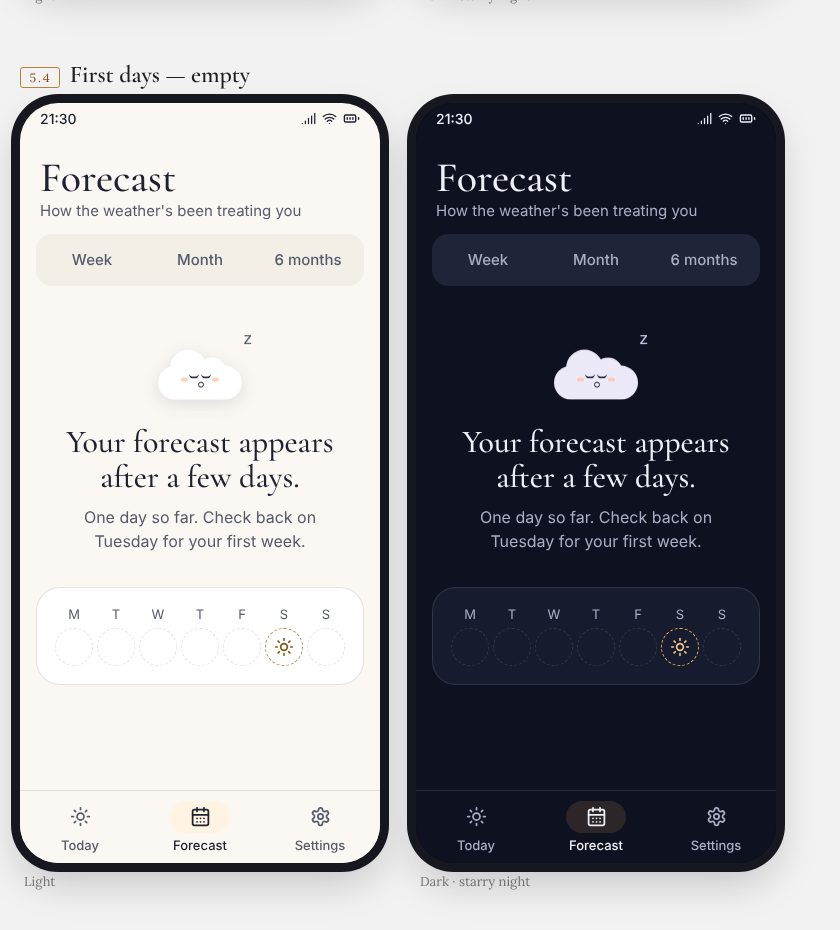 5.4 First days — empty
21:30
Forecast
How the weather's been treating you
Week Month 6 months
z
Your forecast appears
after a few days.
One day so far. Check back on
Tuesday for your first week.
M T W T F S S
Today Forecast Settings
Light
21:30
Forecast
How the weather's been treating you
Week Month 6 months
z
Your forecast appears
after a few days.
One day so far. Check back on
Tuesday for your first week.
M T W T F S S
Today Forecast Settings
Dark · starry night